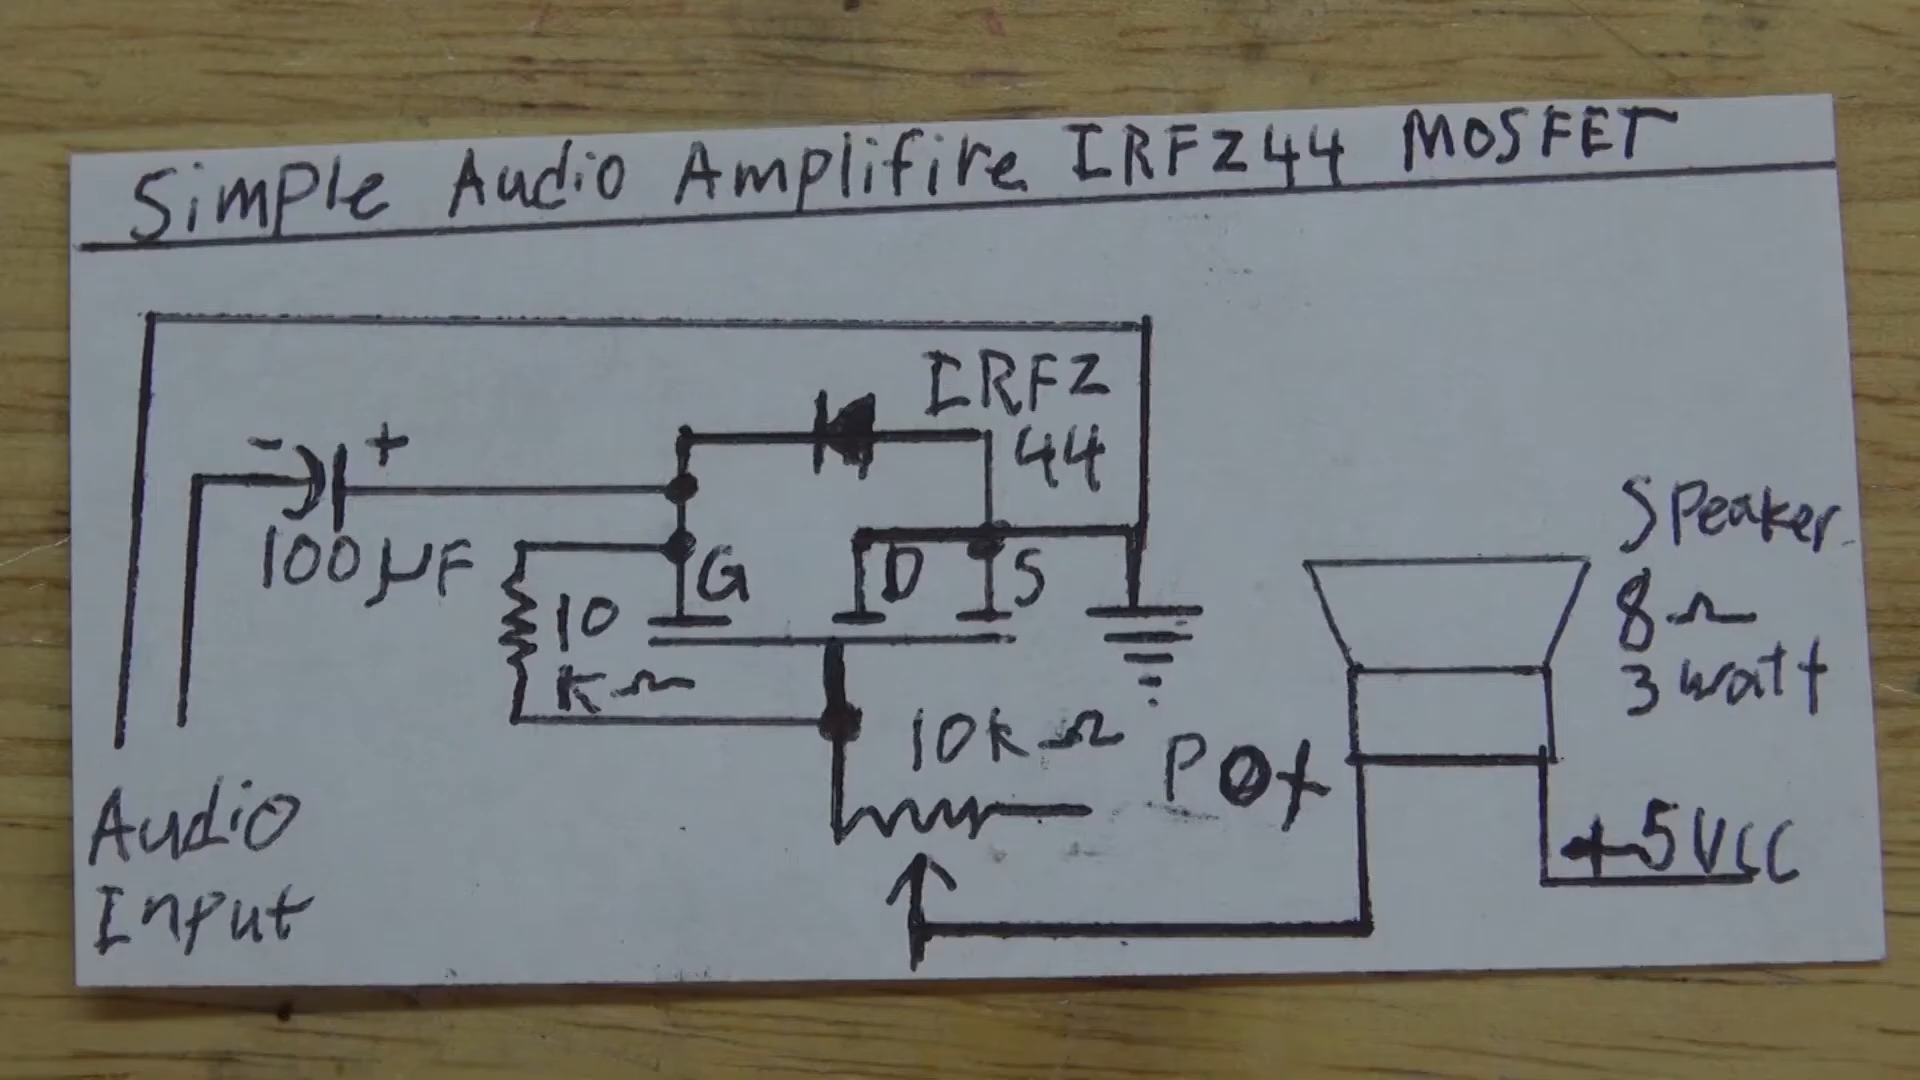 Simple Audio Amplifire IRFZ44 MOSFET
IRFZ
44
- +
100µF
G D S
10
KΩ
10KΩ
POt
Speaker
8Ω
3 watt
+5VCC
Audio
Input